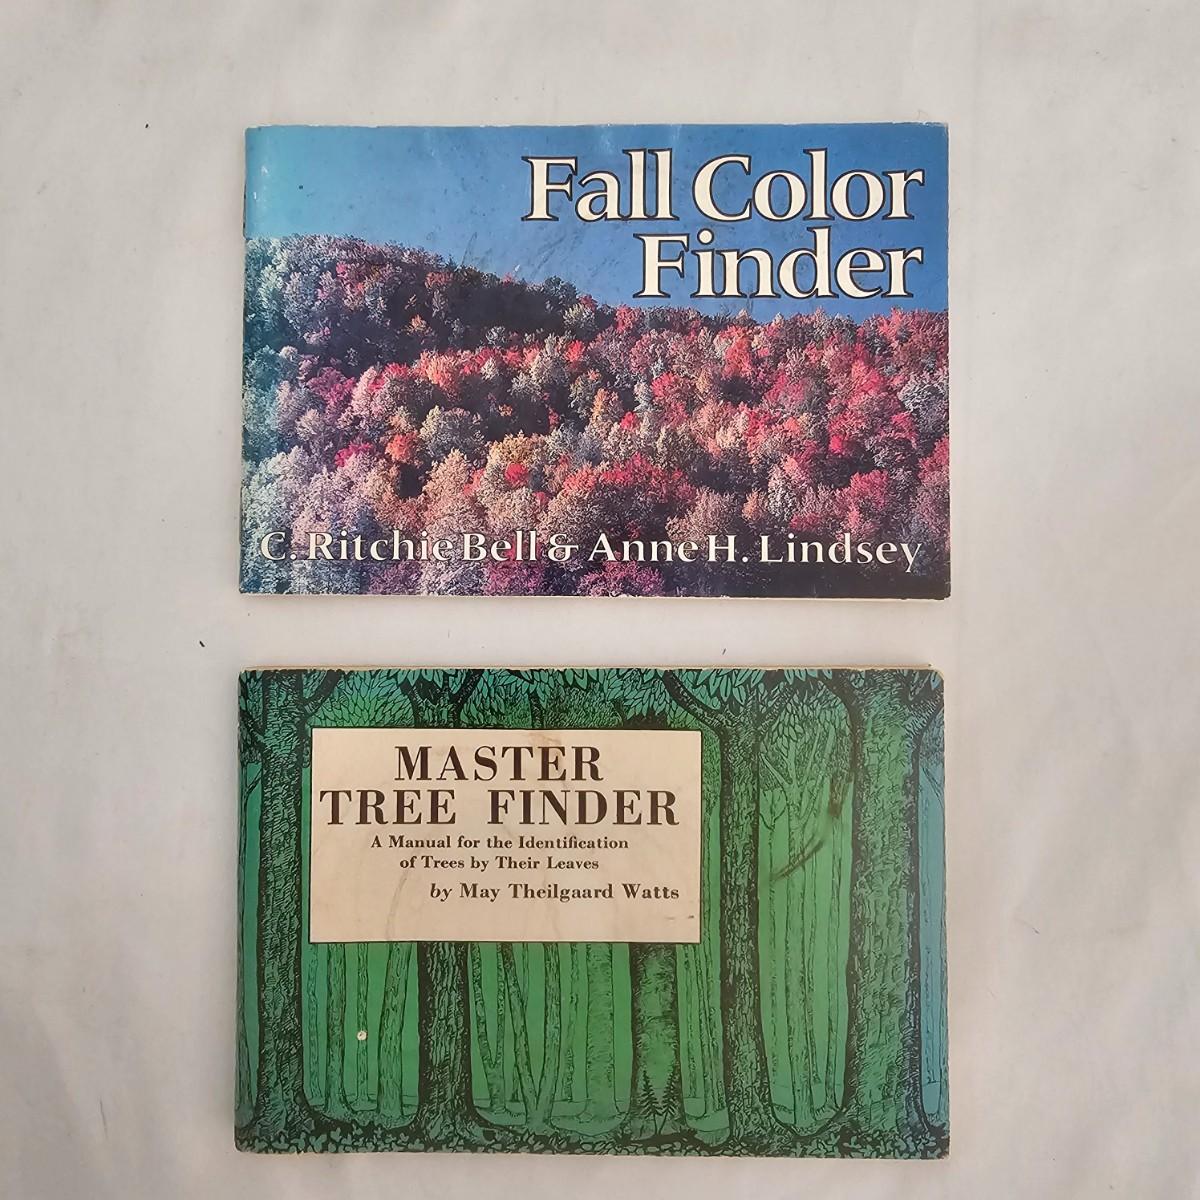 Fall Color
Finder
C. Ritchie Bell & Anne H. Lindsey
MASTER
TREE FINDER
A Manual for the Identification
of Trees by Their Leaves
by May Theilgaard Watts